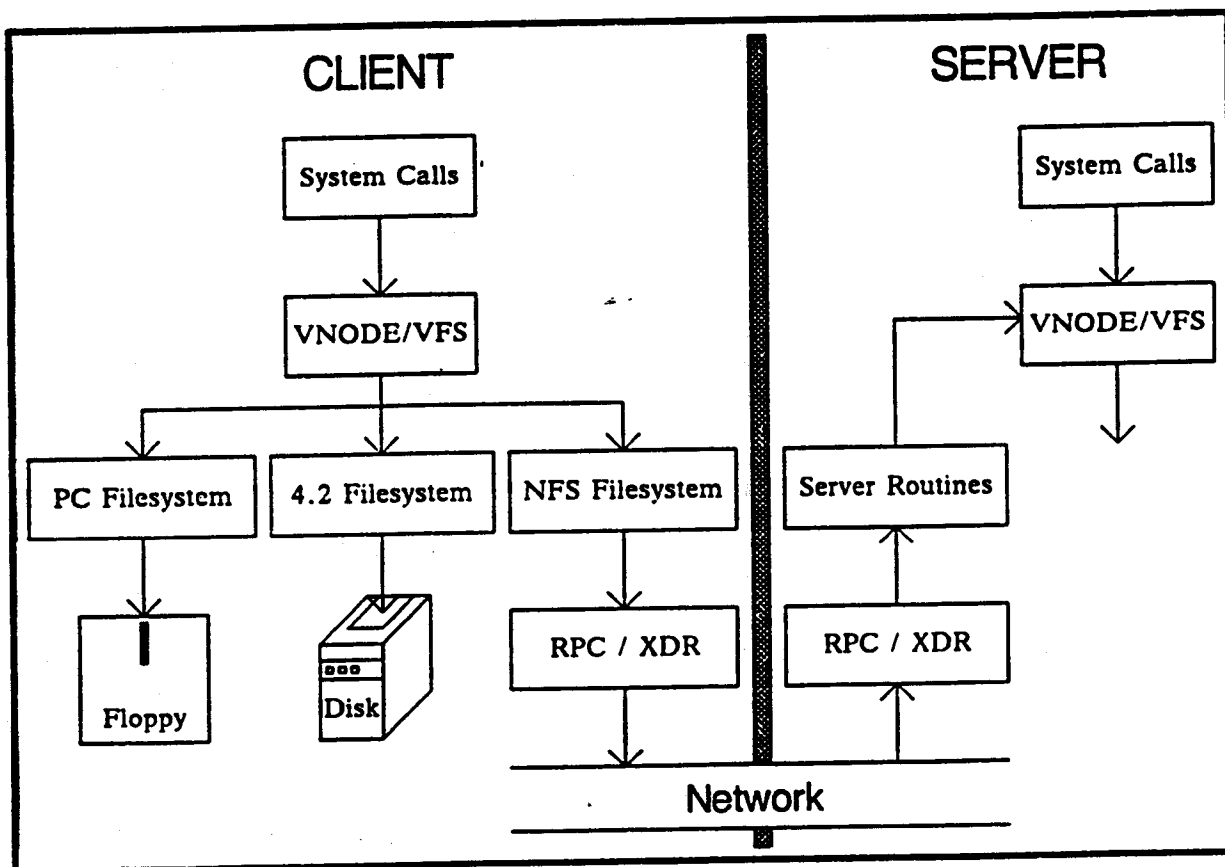 CLIENT
SERVER
System Calls
System Calls
VNODE/VFS
VNODE/VFS
PC Filesystem
4.2 Filesystem
NFS Filesystem
Server Routines
Floppy
Disk
RPC / XDR
RPC / XDR
Network